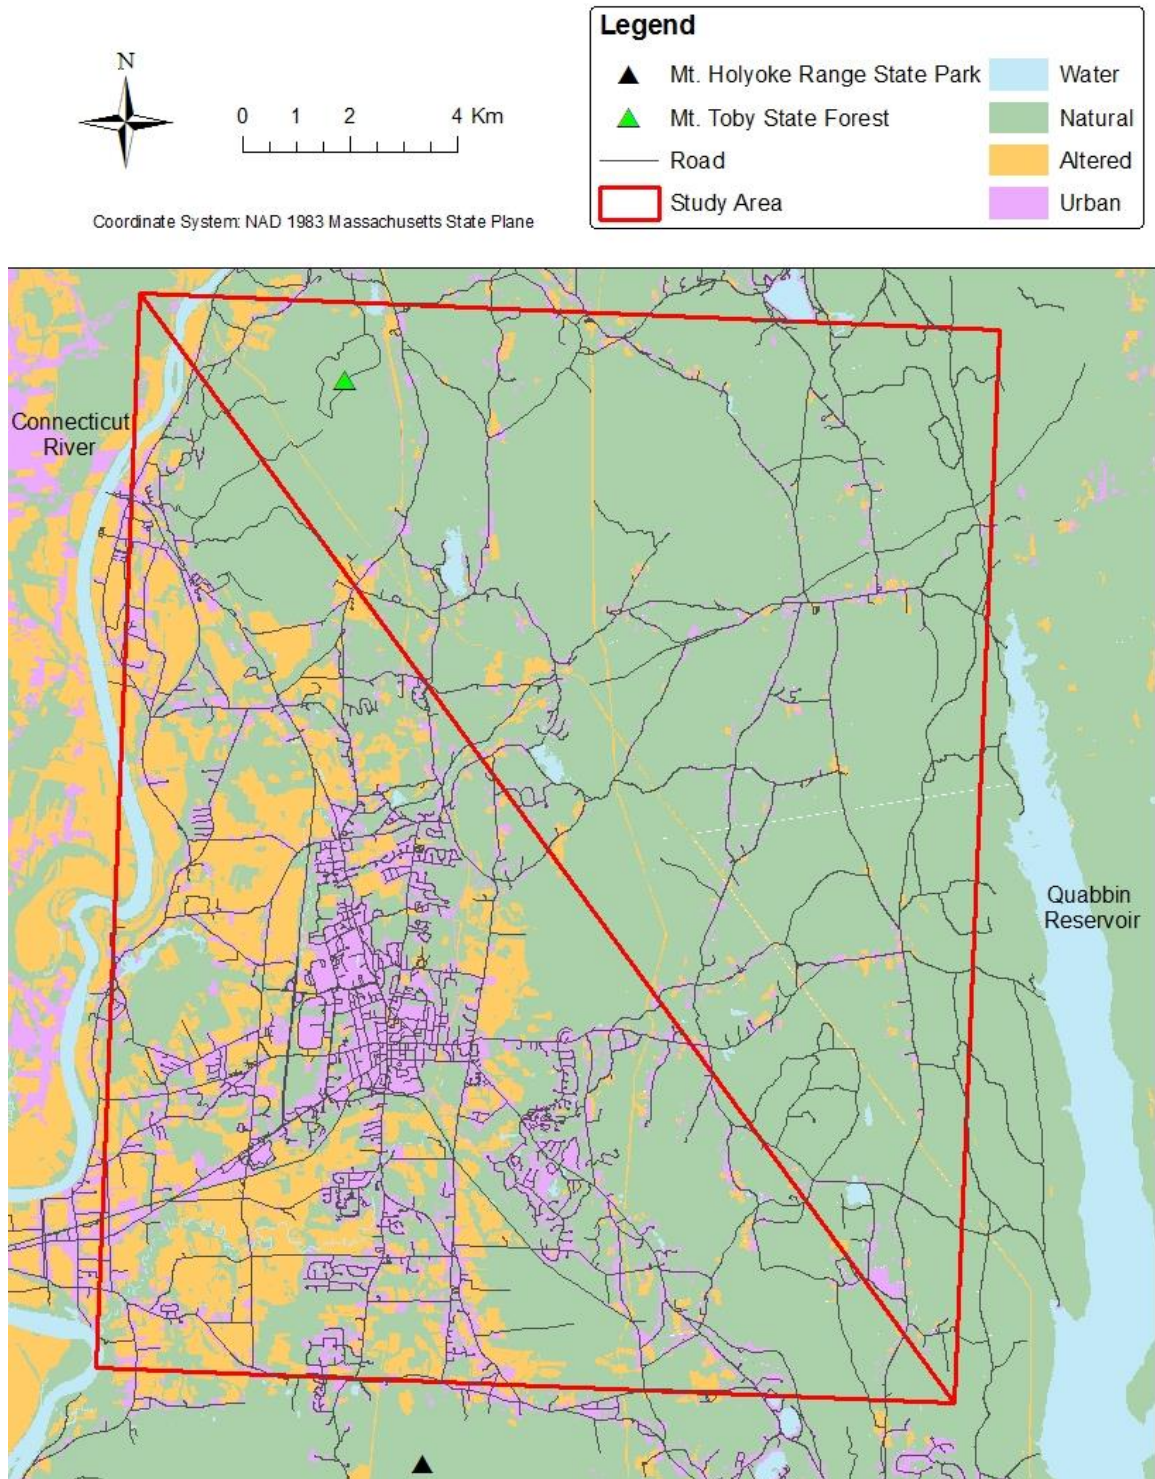 N
0 1 2 4 Km
Coordinate System: NAD 1983 Massachusetts State Plane
Legend
Mt. Holyoke Range State Park
Mt. Toby State Forest
Road
Study Area
Water
Natural
Altered
Urban
Connecticut
River
Quabbin
Reservoir